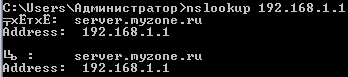 C:\Users\Администратор>nslookup 192.168.1.1
╤хЁтхЁ: server.myzone.ru
Address: 192.168.1.1
╚ь : server.myzone.ru
Address: 192.168.1.1